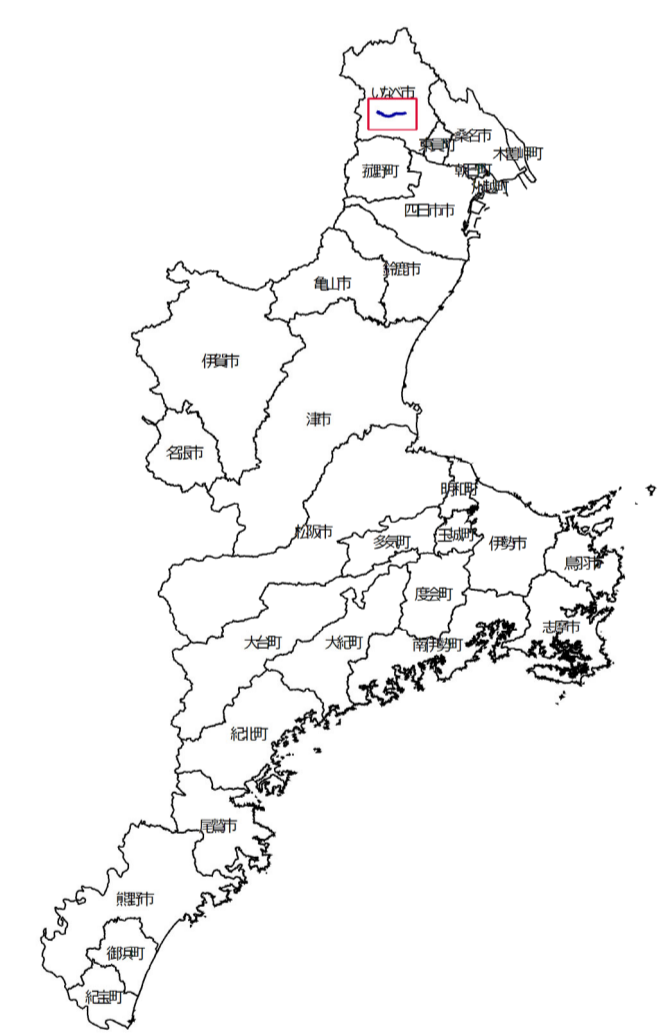 いなべ市
桑名市
東員町
木曽岬町
菰野町
朝日町
川越町
四日市市
鈴鹿市
亀山市
伊賀市
津市
名張市
明和町
松阪市
多気町
玉城町
伊勢市
鳥羽市
度会町
志摩市
大台町
大紀町
南伊勢町
紀北町
尾鷲市
熊野市
御浜町
紀宝町